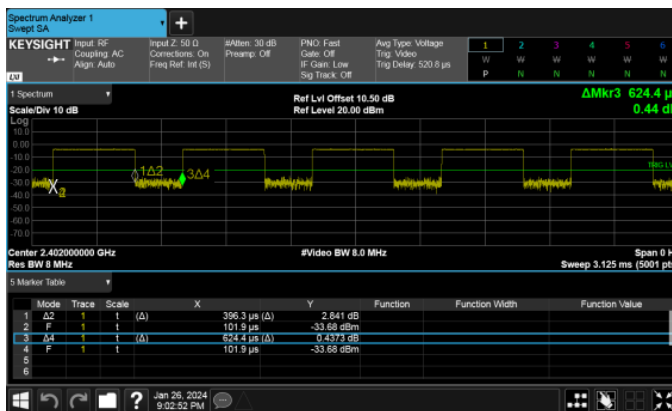 Spectrum Analyzer 1
Swept SA
+
KEYSIGHT
LXI
Input: RF
Coupling: AC
Align: Auto
Input Z: 50 Ω
Corrections: On
Freq Ref: Int (S)
#Atten: 30 dB
Preamp: Off
PNO: Fast
Gate: Off
IF Gain: Low
Sig Track: Off
Avg Type: Voltage
Trig: Video
Trig Delay: 520.8 µs
1 2 3 4 5 6
W W W W W W
P N N N N N
1 Spectrum
Scale/Div 10 dB
Ref Lvl Offset 10.50 dB
Ref Level 20.00 dBm
ΔMkr3 624.4 µ
0.44 d
Log
10.0
0.00
-10.0
-20.0
-30.0
-40.0
-50.0
-60.0
-70.0
TRIG LV
X 2
1Δ2
3Δ4
Center 2.402000000 GHz
Res BW 8 MHz
#Video BW 8.0 MHz
Span 0 H
Sweep 3.125 ms (5001 pts
5 Marker Table
Mode Trace Scale X Y Function Function Width Function Value
1 Δ2 1 t (Δ) 396.3 µs (Δ) 2.841 dB
2 F 1 t 101.9 µs -33.68 dBm
3 Δ4 1 t (Δ) 624.4 µs (Δ) 0.4373 dB
4 F 1 t 101.9 µs -33.68 dBm
5
6
?
Jan 26, 2024
9:02:52 PM